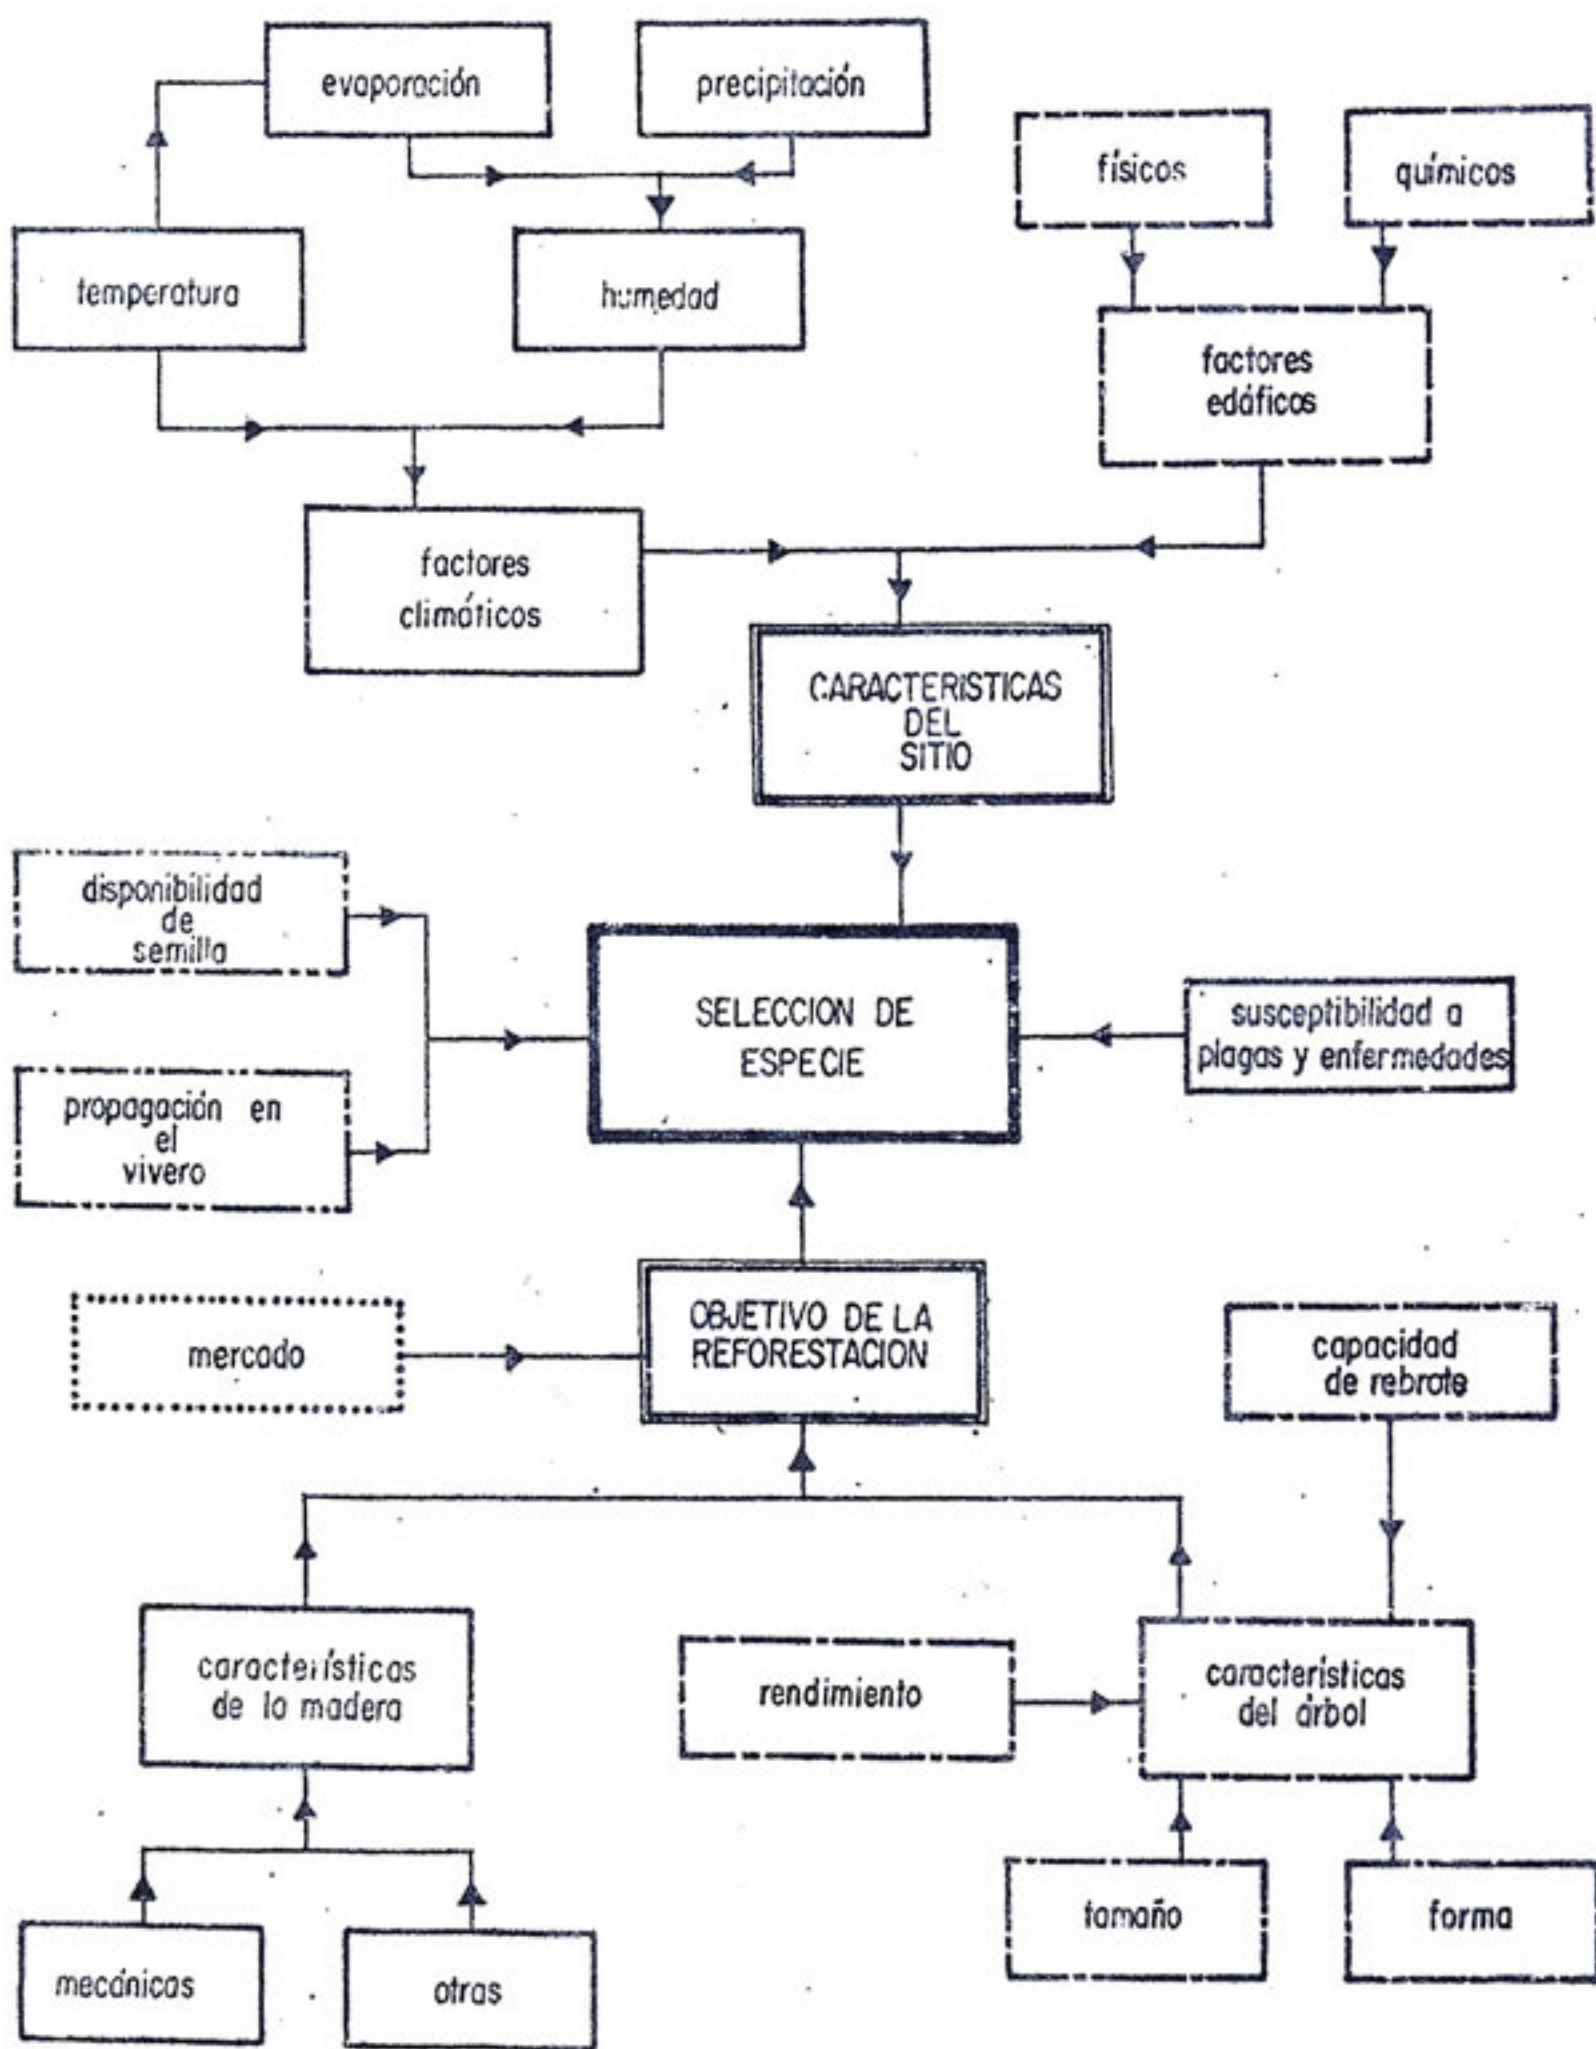 evaporación
precipitación
físicos
químicos
temperatura
humedad
factores
edáficos
factores
climáticos
CARACTERISTICAS
DEL
SITIO
disponibilidad
de
semilla
SELECCION DE
ESPECIE
susceptibilidad a
plagas y enfermedades
propagación en
el
vivero
mercado
OBJETIVO DE LA
REFORESTACION
capacidad
de rebrote
características
de la madera
rendimiento
características
del árbol
mecánicas
otras
tamaño
forma